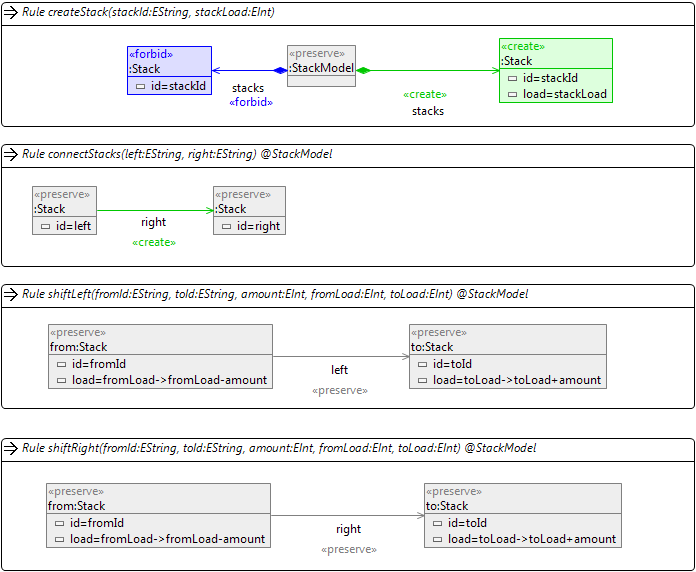 Rule createStack(stackId:EString, stackLoad:EInt)
«forbid»
:Stack
id=stackId
stacks
«forbid»
«preserve»
:StackModel
«create»
stacks
«create»
:Stack
id=stackId
load=stackLoad
Rule connectStacks(left:EString, right:EString) @StackModel
«preserve»
:Stack
id=left
right
«create»
«preserve»
:Stack
id=right
Rule shiftLeft(fromId:EString, toId:EString, amount:EInt, fromLoad:EInt, toLoad:EInt) @StackModel
«preserve»
from:Stack
id=fromId
load=fromLoad->fromLoad-amount
left
«preserve»
«preserve»
to:Stack
id=toId
load=toLoad->toLoad+amount
Rule shiftRight(fromId:EString, toId:EString, amount:EInt, fromLoad:EInt, toLoad:EInt) @StackModel
«preserve»
from:Stack
id=fromId
load=fromLoad->fromLoad-amount
right
«preserve»
«preserve»
to:Stack
id=toId
load=toLoad->toLoad+amount